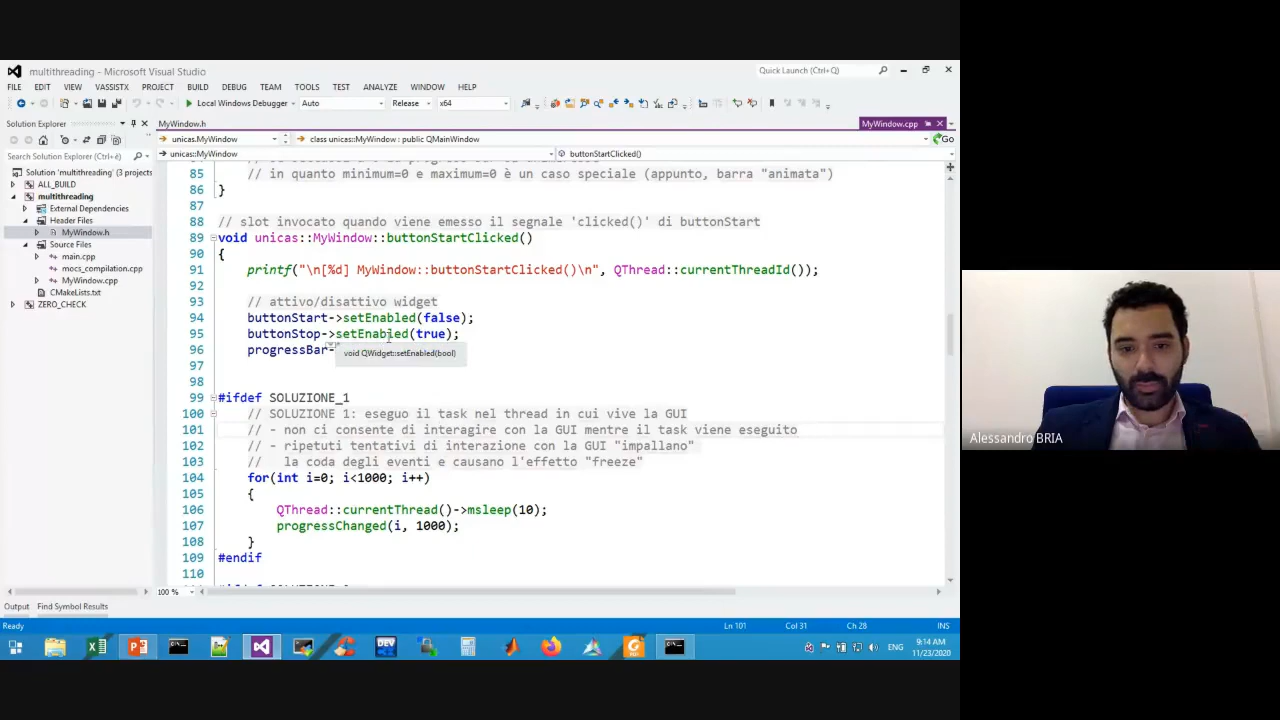 multithreading - Microsoft Visual Studio
Quick Launch (Ctrl+Q)
FILE EDIT VIEW VASSISTX PROJECT BUILD DEBUG TEAM TOOLS TEST ANALYZE WINDOW HELP
Local Windows Debugger Auto Release x64
Solution Explorer
MyWindow.h
MyWindow.cpp
unicas.MyWindow
class unicas::MyWindow : public QMainWindow
Go
unicas::MyWindow
buttonStartClicked()
Search Solution Explorer (Ctrl+è)
Solution 'multithreading' (3 projects
ALL_BUILD
multithreading
External Dependencies
Header Files
MyWindow.h
Source Files
main.cpp
mocs_compilation.cpp
MyWindow.cpp
CMakeLists.txt
ZERO_CHECK
85 // in quanto minimum=0 e maximum=0 è un caso speciale (appunto, barra "animata")
86 }
87
88 // slot invocato quando viene emesso il segnale 'clicked()' di buttonStart
89 void unicas::MyWindow::buttonStartClicked()
90 {
91 printf("\n[%d] MyWindow::buttonStartClicked()\n", QThread::currentThreadId());
92
93 // attivo/disattivo widget
94 buttonStart->setEnabled(false);
95 buttonStop->setEnabled(true);
96 progressBar-
void QWidget::setEnabled(bool)
97
98
99 #ifdef SOLUZIONE_1
100 // SOLUZIONE 1: eseguo il task nel thread in cui vive la GUI
101 // - non ci consente di interagire con la GUI mentre il task viene eseguito
102 // - ripetuti tentativi di interazione con la GUI "impallano"
103 // la coda degli eventi e causano l'effetto "freeze"
104 for(int i=0; i<1000; i++)
105 {
106 QThread::currentThread()->msleep(10);
107 progressChanged(i, 1000);
108 }
109 #endif
110
100 %
Output Find Symbol Results
Ready
Ln 101 Col 31 Ch 28 INS
ENG
9:14 AM
11/23/2020
Alessandro BRIA